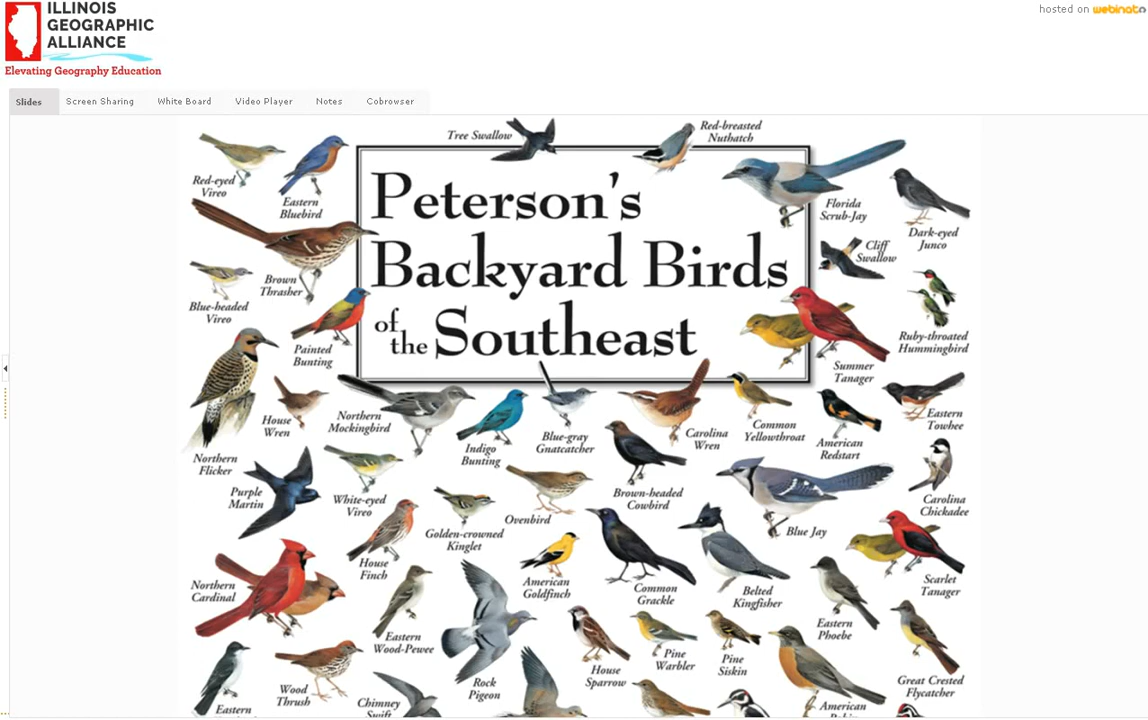 ILLINOIS
GEOGRAPHIC
ALLIANCE
Elevating Geography Education
hosted on webinato
Slides
Screen Sharing
White Board
Video Player
Notes
Cobrowser
Peterson's
Backyard Birds
of the Southeast
Tree Swallow
Red-breasted
Nuthatch
Red-eyed
Vireo
Eastern
Bluebird
Florida
Scrub-Jay
Dark-eyed
Junco
Brown
Thrasher
Cliff
Swallow
Blue-headed
Vireo
Painted
Bunting
Ruby-throated
Hummingbird
Summer
Tanager
Northern
Flicker
House
Wren
Northern
Mockingbird
Indigo
Bunting
Blue-gray
Gnatcatcher
Carolina
Wren
Common
Yellowthroat
American
Redstart
Eastern
Towhee
Purple
Martin
White-eyed
Vireo
Golden-crowned
Kinglet
Ovenbird
Brown-headed
Cowbird
Blue Jay
Carolina
Chickadee
Northern
Cardinal
House
Finch
American
Goldfinch
Common
Grackle
Belted
Kingfisher
Scarlet
Tanager
Eastern
Wood-Pewee
Eastern
Phoebe
Wood
Thrush
Rock
Pigeon
House
Sparrow
Pine
Warbler
Pine
Siskin
Great Crested
Flycatcher
Eastern
Chimney
Swift
American
Robin